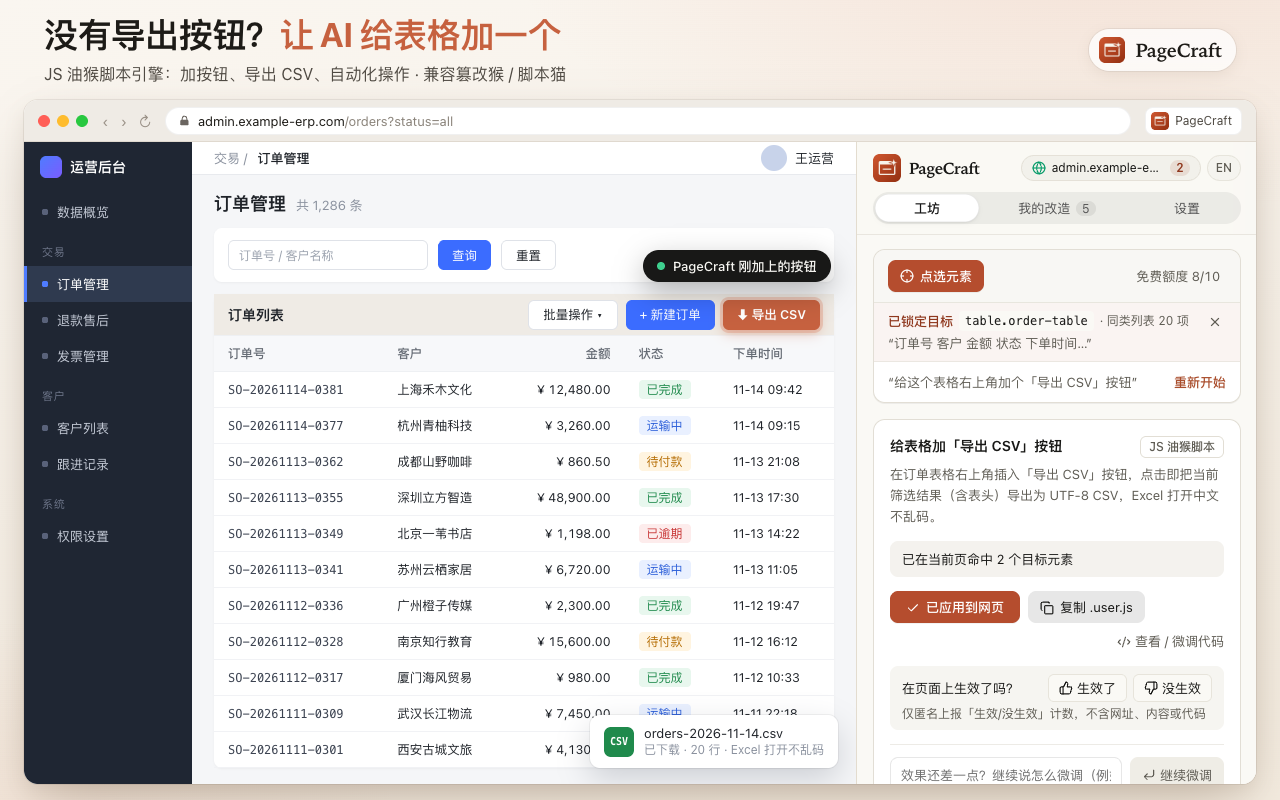 没有导出按钮？ 让 AI 给表格加一个
JS 油猴脚本引擎：加按钮、导出 CSV、自动化操作 · 兼容篡改猴 / 脚本猫
PageCraft
admin.example-erp.com/orders?status=all
PageCraft
运营后台
数据概览
交易
订单管理
退款售后
发票管理
客户
客户列表
跟进记录
系统
权限设置
交易 / 订单管理
王运营
订单管理 共 1,286 条
订单号 / 客户名称
查询
重置
PageCraft 刚加上的按钮
订单列表
批量操作 ▾
+ 新建订单
⬇ 导出 CSV
订单号 客户 金额 状态 下单时间
SO-20261114-0381 上海禾木文化 ¥ 12,480.00 已完成 11-14 09:42
SO-20261114-0377 杭州青柚科技 ¥ 3,260.00 运输中 11-14 09:15
SO-20261113-0362 成都山野咖啡 ¥ 860.50 待付款 11-13 21:08
SO-20261113-0355 深圳立方智造 ¥ 48,900.00 已完成 11-13 17:30
SO-20261113-0349 北京一苇书店 ¥ 1,198.00 已逾期 11-13 14:22
SO-20261113-0341 苏州云栖家居 ¥ 6,720.00 运输中 11-13 11:05
SO-20261112-0336 广州橙子传媒 ¥ 2,300.00 已完成 11-12 19:47
SO-20261112-0328 南京知行教育 ¥ 15,600.00 待付款 11-12 16:12
SO-20261112-0317 厦门海风贸易 ¥ 980.00 已完成 11-12 10:33
SO-20261111-0309 武汉长江物流 ¥ 7,450.00 运输中 11-11 22:18
SO-20261111-0301 西安古城文旅 ¥ 4,130
CSV
orders-2026-11-14.csv
已下载 · 20 行 · Excel 打开不乱码
PageCraft
admin.example-e... 2
EN
工坊
我的改造 5
设置
点选元素
免费额度 8/10
已锁定目标 table.order-table · 同类列表 20 项
“订单号 客户 金额 状态 下单时间…”
“给这个表格右上角加个「导出 CSV」按钮”
重新开始
给表格加「导出 CSV」按钮
JS 油猴脚本
在订单表格右上角插入「导出 CSV」按钮，点击即把当前
筛选结果（含表头）导出为 UTF-8 CSV，Excel 打开中文
不乱码。
已在当前页命中 2 个目标元素
已应用到网页
复制 .user.js
查看 / 微调代码
在页面上生效了吗?
生效了
没生效
仅匿名上报「生效/没生效」计数，不含网址、内容或代码
效果还差一点？继续说怎么微调（例:
继续微调